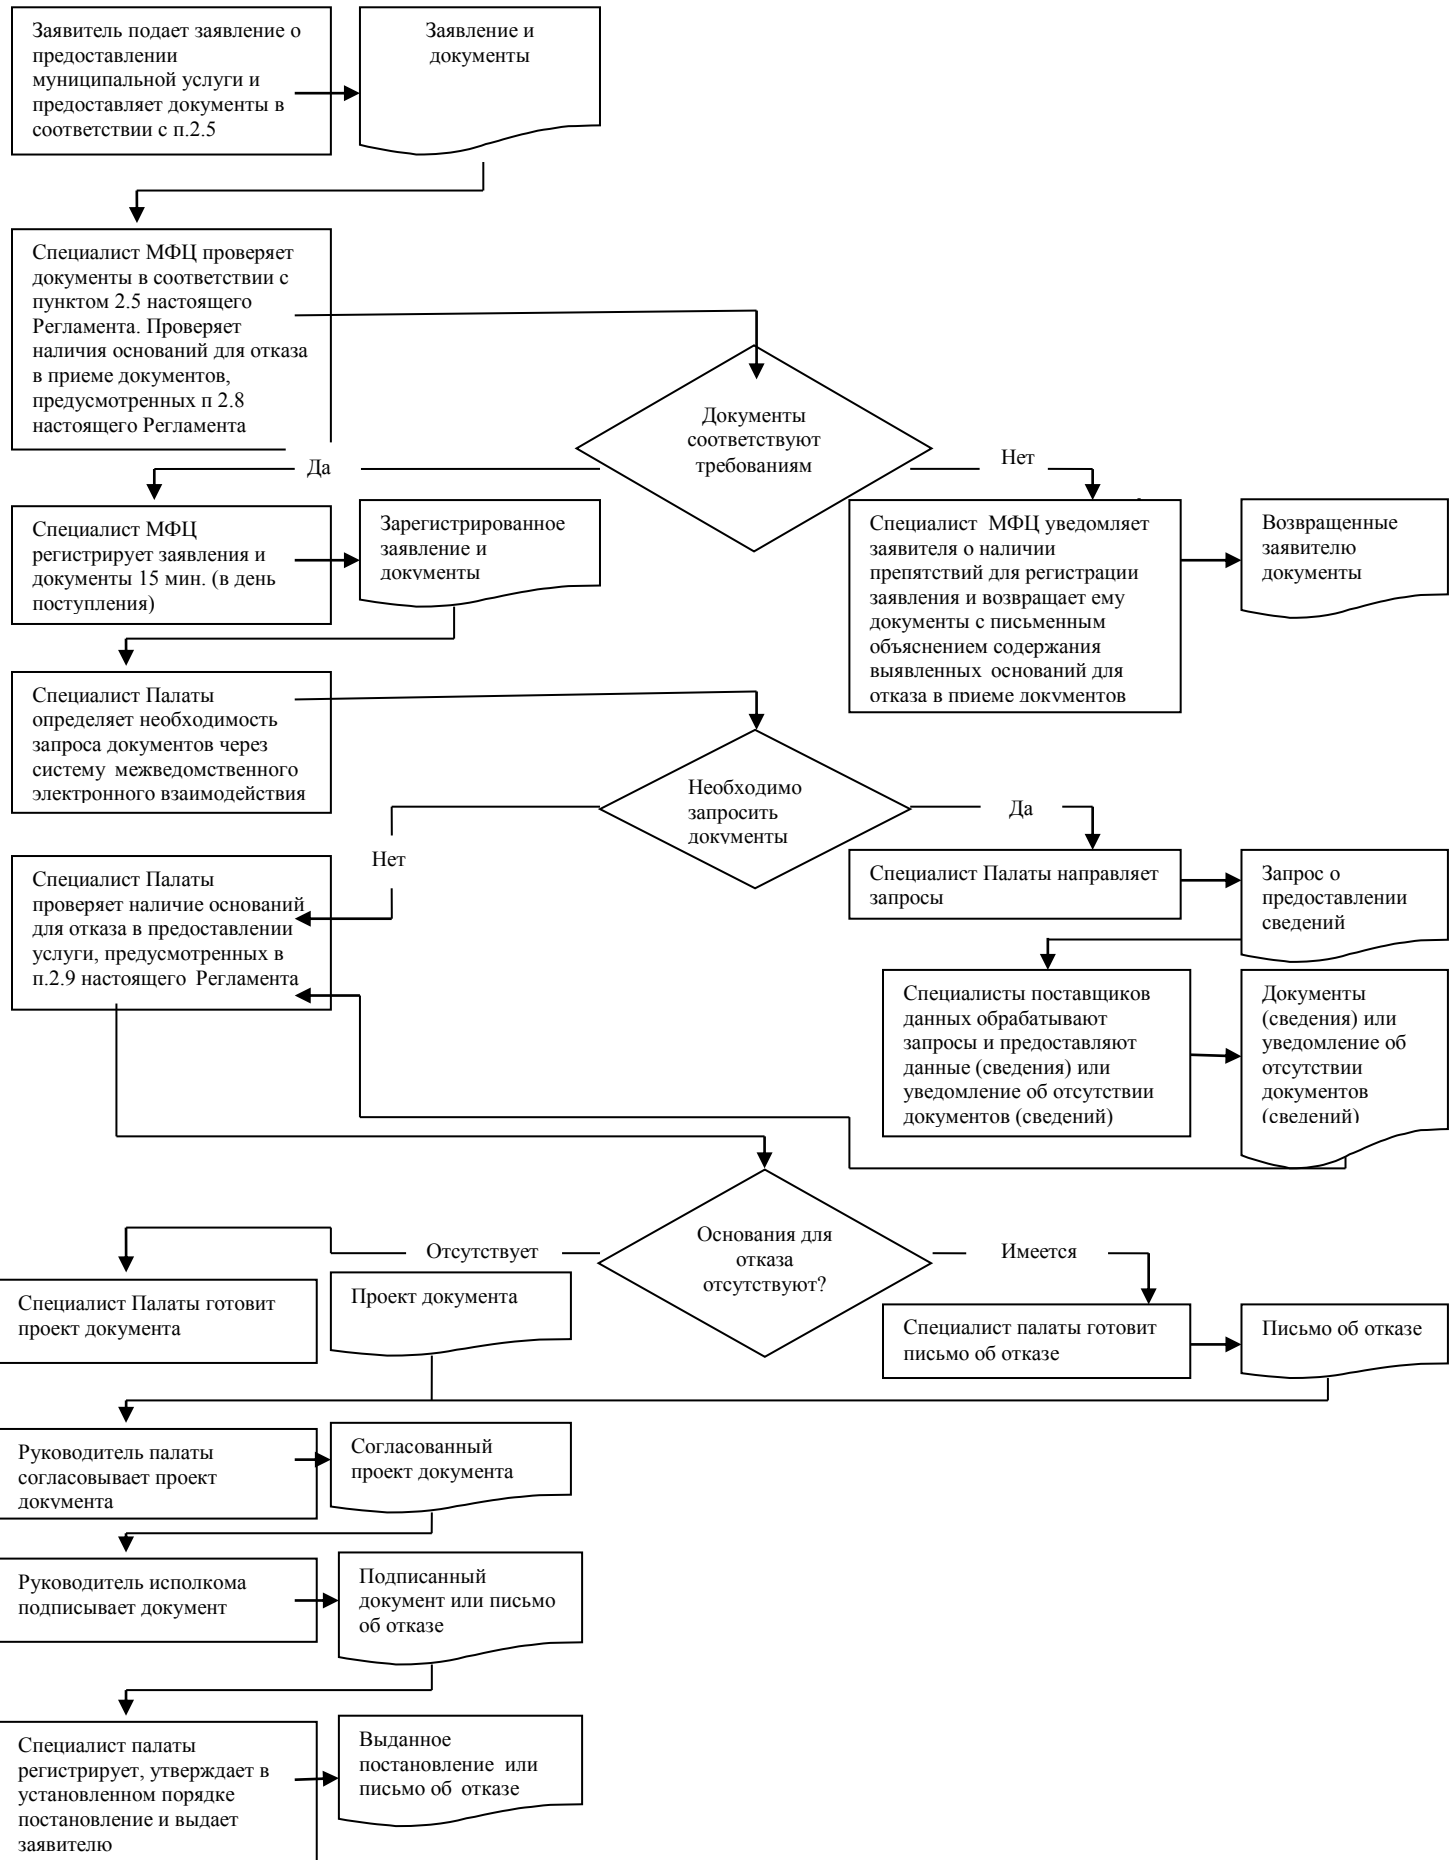 Заявитель подает заявление о
предоставлении
муниципальной услуги и
предоставляет документы в
соответствии с п.2.5
Заявление и
документы
Специалист МФЦ проверяет
документы в соответствии с
пунктом 2.5 настоящего
Регламента. Проверяет
наличия оснований для отказа
в приеме документов,
предусмотренных п 2.8
настоящего Регламента
Документы
соответствуют
требованиям
Да
Нет
Специалист МФЦ
регистрирует заявления и
документы 15 мин. (в день
поступления)
Зарегистрированное
заявление и
документы
Специалист  МФЦ уведомляет
заявителя о наличии
препятствий для регистрации
заявления и возвращает ему
документы с письменным
объяснением содержания
выявленных  оснований для
отказа в приеме документов
Возвращенные
заявителю
документы
Специалист Палаты
определяет необходимость
запроса документов через
систему  межведомственного
электронного взаимодействия
Необходимо
запросить
документы
Нет
Да
Специалист Палаты
проверяет наличие оснований
для отказа в предоставлении
услуги, предусмотренных в
п.2.9 настоящего  Регламента
Специалист Палаты направляет
запросы
Запрос о
предоставлении
сведений
Специалисты поставщиков
данных обрабатывают
запросы и предоставляют
данные (сведения) или
уведомление об отсутствии
документов (сведений)
Документы
(сведения) или
уведомление об
отсутствии
документов
(сведений)
Основания для
отказа
отсутствуют?
Отсутствует
Имеется
Специалист Палаты готовит
проект документа
Проект документа
Специалист палаты готовит
письмо об отказе
Письмо об отказе
Руководитель палаты
согласовывает проект
документа
Согласованный
проект документа
Руководитель исполкома
подписывает документ
Подписанный
документ или письмо
об отказе
Специалист палаты
регистрирует, утверждает в
установленном порядке
постановление и выдает
заявителю
Выданное
постановление  или
письмо об  отказе